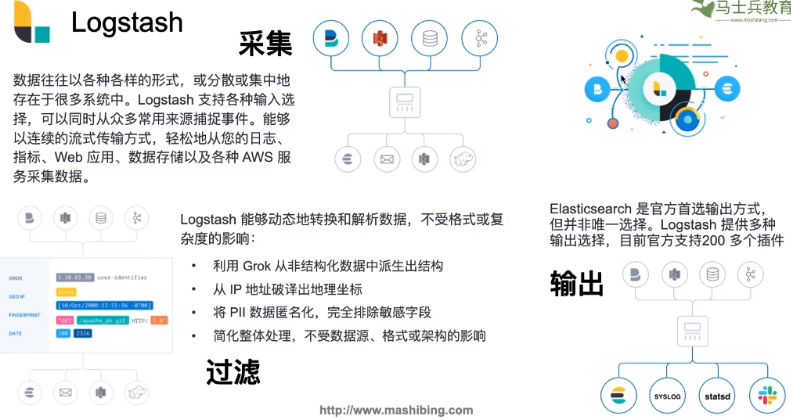 Logstash
采集
马士兵教育
www.mashibing.com
数据往往以各种各样的形式，或分散或集中地
存在于很多系统中。Logstash 支持各种输入选
择，可以同时从众多常用来源捕捉事件。能够
以连续的流式传输方式，轻松地从您的日志、
指标、Web 应用、数据存储以及各种 AWS 服
务采集数据。
Logstash 能够动态地转换和解析数据，不受格式或复
杂度的影响：
• 利用 Grok 从非结构化数据中派生出结构
• 从 IP 地址破译出地理坐标
• 将 PII 数据匿名化，完全排除敏感字段
• 简化整体处理，不受数据源、格式或架构的影响
过滤
GROK
GEO IP
FINGERPRINT
DATE
user-identifier
[10/Oct/2000:13:55:36 -0700]
"GET /apache_pb.gif HTTP/
200 2326
Elasticsearch 是官方首选输出方式，
但并非唯一选择。Logstash 提供多种
输出选择，目前官方支持200 多个插件
输出
SYSLOG
statsd
http://www.mashibing.com